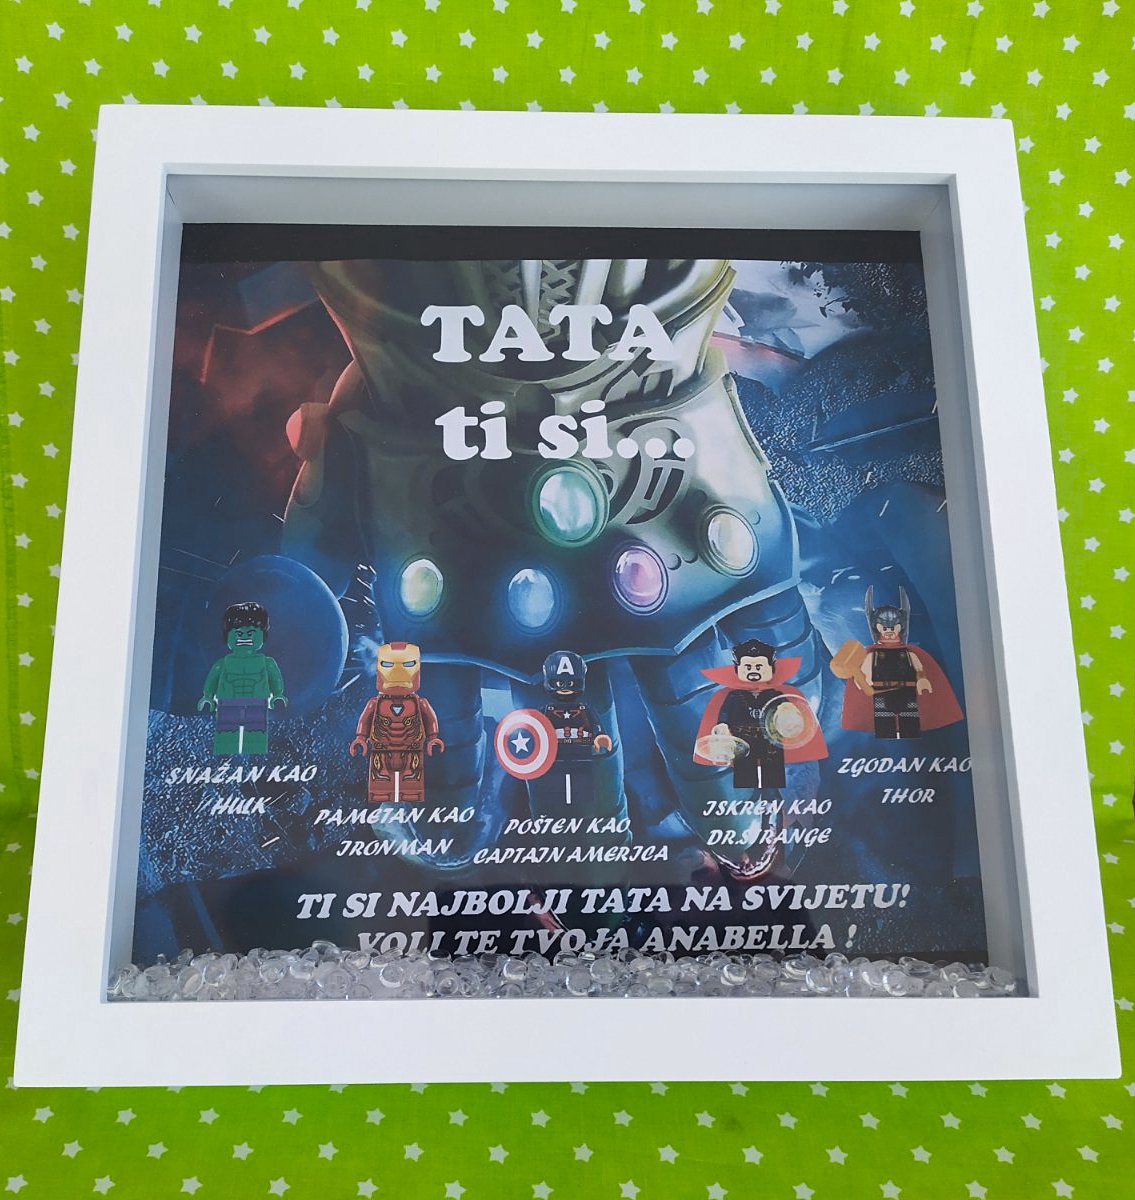 TATA
ti si...
A
SNAŽAN KAO
HULK
PAMETAN KAO
IRONMAN
POŠTEN KAO
CAPTAIN AMERICA
ISKREN KAO
DR.STRANGE
ZGODAN KAO
THOR
TI SI NAJBOLJI TATA NA SVIJETU!
VOLI TE TVOJA ANABELLA !